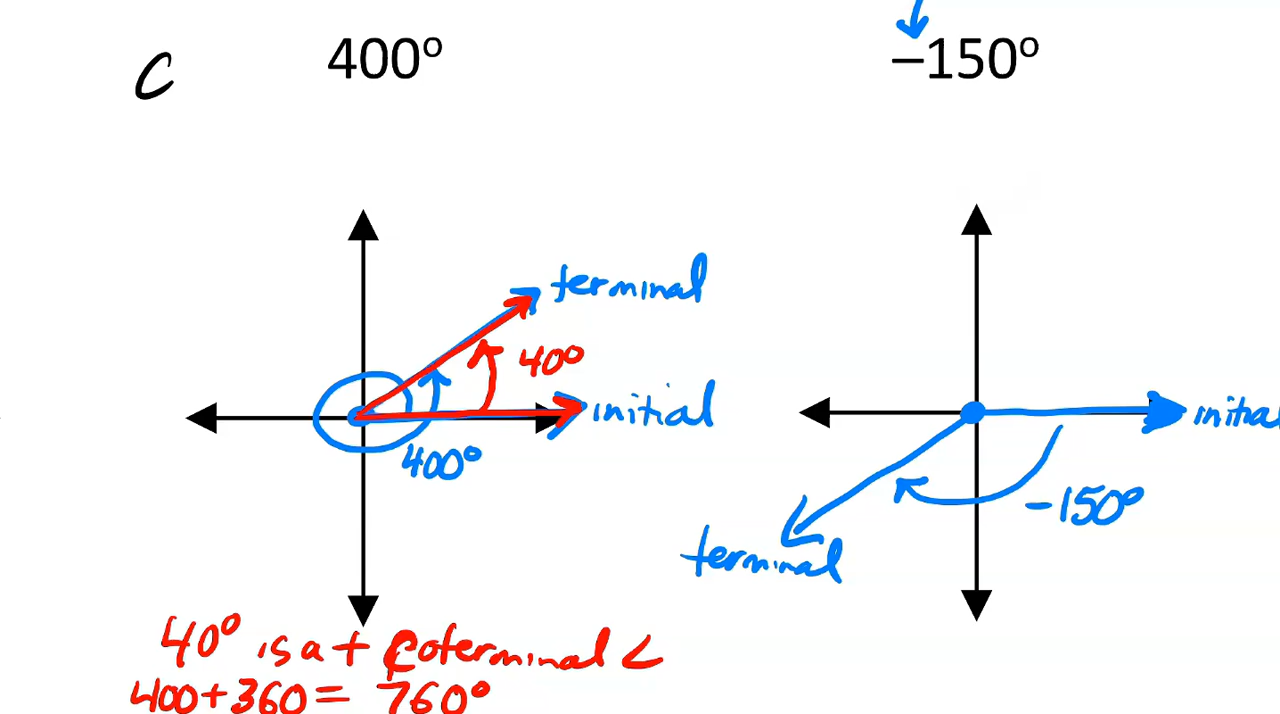 C
400°
–150°
terminal
40°
initial
400°
initial
–150°
terminal
40° is a + coterminal <
400+360 = 760°